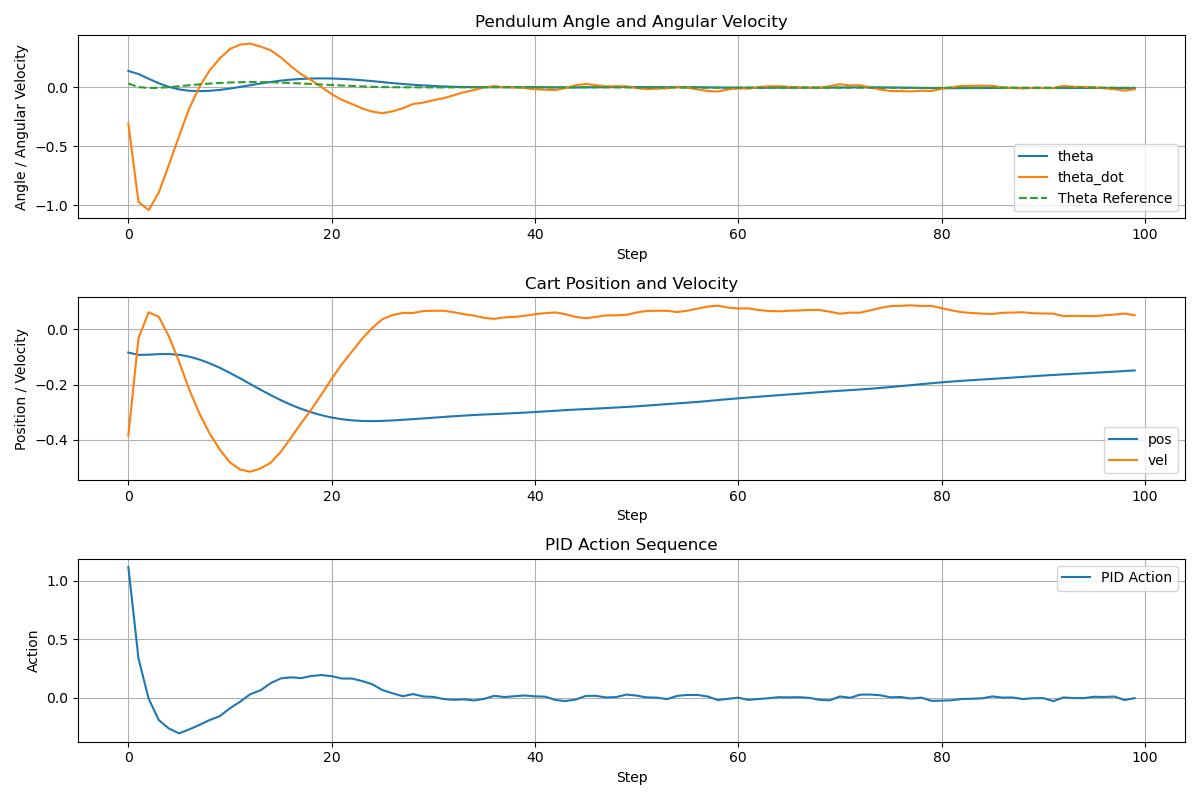 Pendulum Angle and Angular Velocity
Angle / Angular Velocity
0.0
−0.5
−1.0
theta
theta_dot
Theta Reference
0 20 40 60 80 100
Step
Cart Position and Velocity
Position / Velocity
0.0
−0.2
−0.4
pos
vel
0 20 40 60 80 100
Step
PID Action Sequence
Action
1.0
0.5
0.0
PID Action
0 20 40 60 80 100
Step